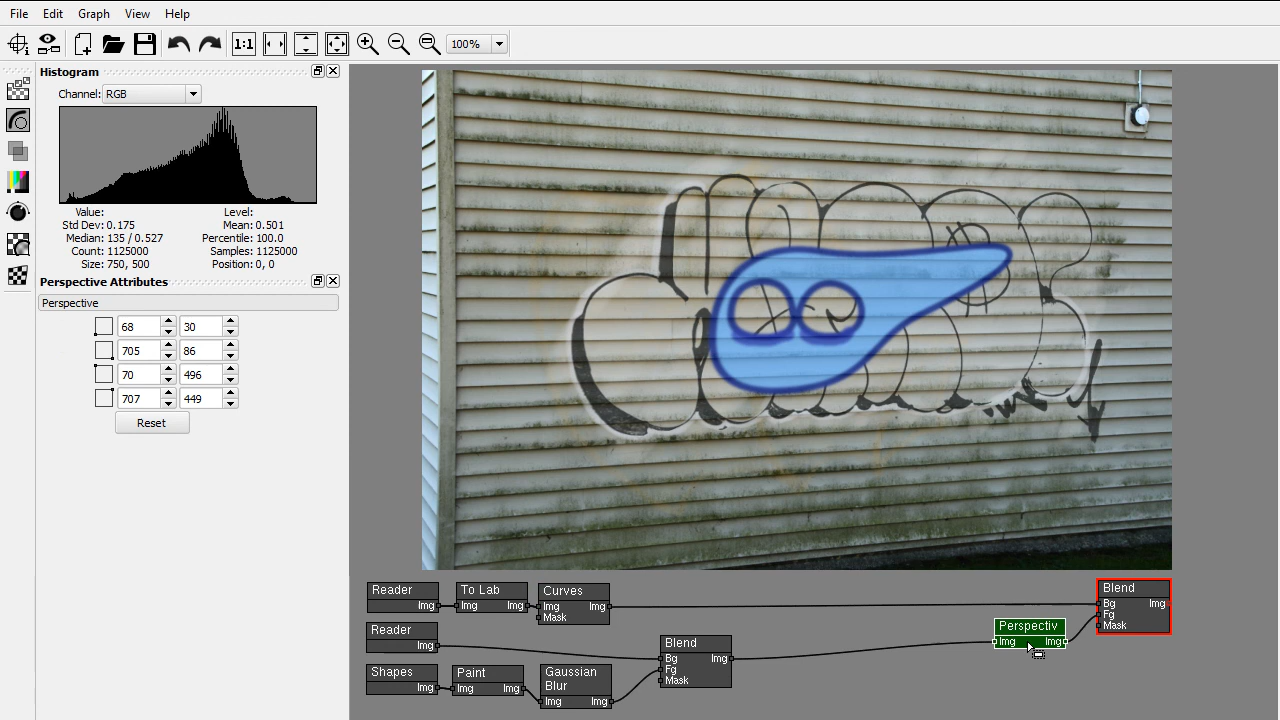 File Edit Graph View Help
1:1 100%
Histogram
Channel: RGB
Value: Level:
Std Dev: 0.175 Mean: 0.501
Median: 135 / 0.527 Percentile: 100.0
Count: 1125000 Samples: 1125000
Size: 750, 500 Position: 0, 0
Perspective Attributes
Perspective
68 30
705 86
70 496
707 449
Reset
Reader
Img
To Lab
Img Img
Curves
Img Img
Mask
Blend
Bg Img
Fg
Mask
Reader
Img
Perspectiv
Img Img
Blend
Bg Img
Fg
Mask
Shapes
Img
Paint
Img Img
Gaussian
Blur
Img Img